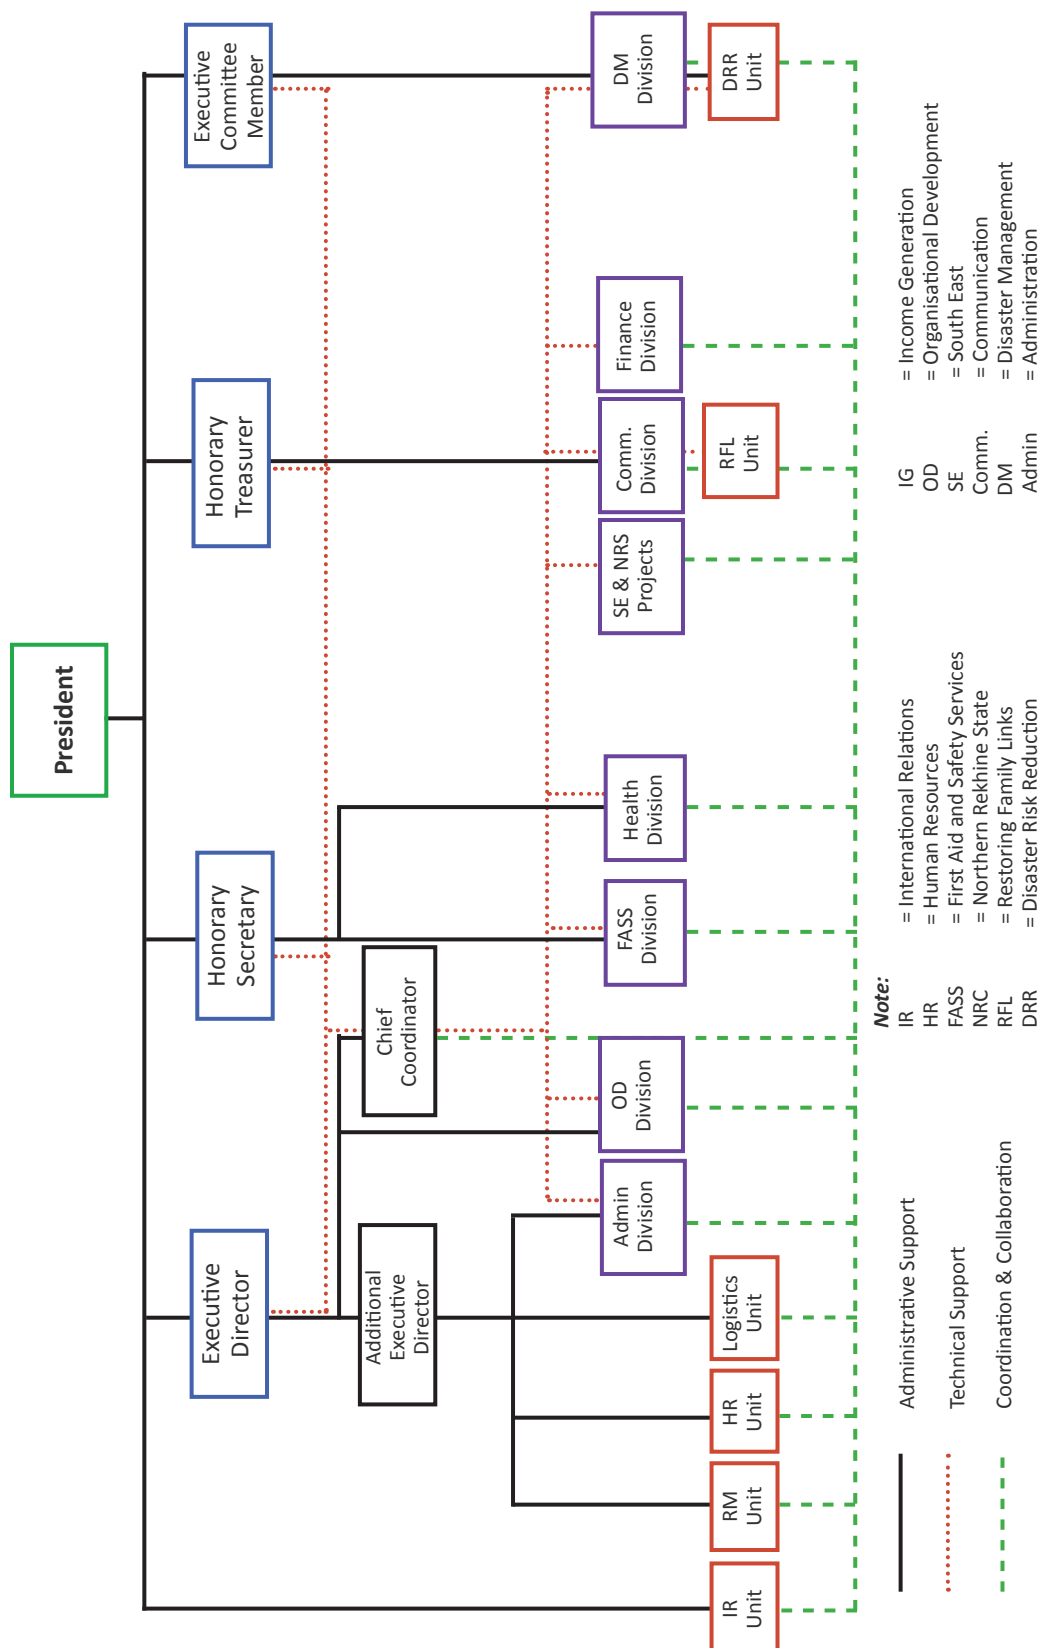 President
Executive
Director
Honorary
Secretary
Honorary
Treasurer
Executive
Committee
Member
Additional
Executive
Director
Chief
Coordinator
Admin
Division
OD
Division
FASS
Division
Health
Division
SE & NRS
Projects
Comm.
Division
Finance
Division
DM
Division
IR
Unit
RM
Unit
HR
Unit
Logistics
Unit
RFL
Unit
DRR
Unit
Administrative Support
Technical Support
Coordination & Collaboration
Note:
IR = International Relations
HR = Human Resources
FASS = First Aid and Safety Services
NRC = Northern Rekhine State
RFL = Restoring Family Links
DRR = Disaster Risk Reduction
IG = Income Generation
OD = Organisational Development
SE = South East
Comm. = Communication
DM = Disaster Management
Admin = Administration